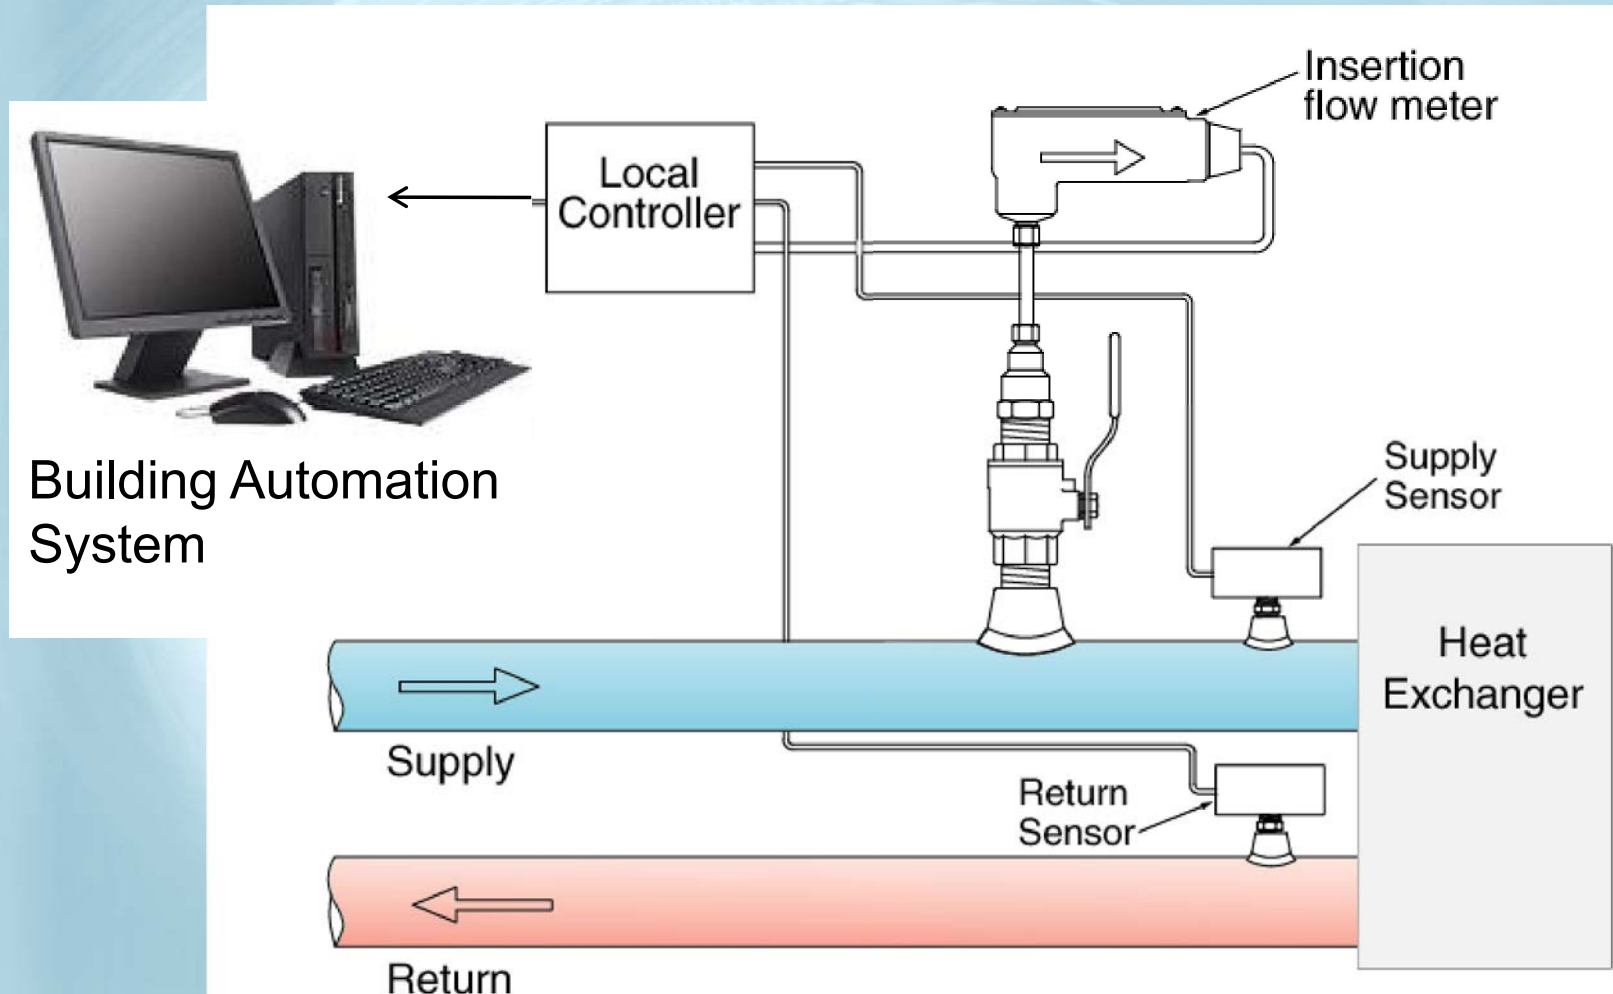 Insertion
flow meter
Local
Controller
Building Automation
System
Supply
Sensor
Heat
Exchanger
Supply
Return
Sensor
Return